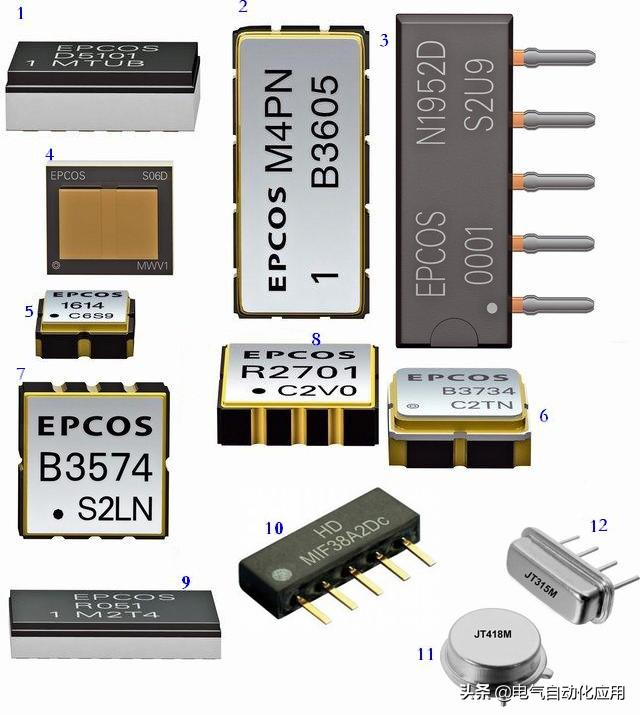 1
EPCOS
D5101
1 MTUB
2
EPCOS M4PN
1 B3605
3
EPCOS N1952D
0001 S2U9
4
EPCOS S06D
MWV1
5
EPCOS
1614
C6S9
8
EPCOS
R2701
C2V0
6
EPCOS
B3734
C2TN
7
EPCOS
B3574
S2LN
9
EPCOS
R051
1 M2T4
10
HD
MIF38A2Dc
12
JT315M
11
JT418M
头条 @电气自动化应用